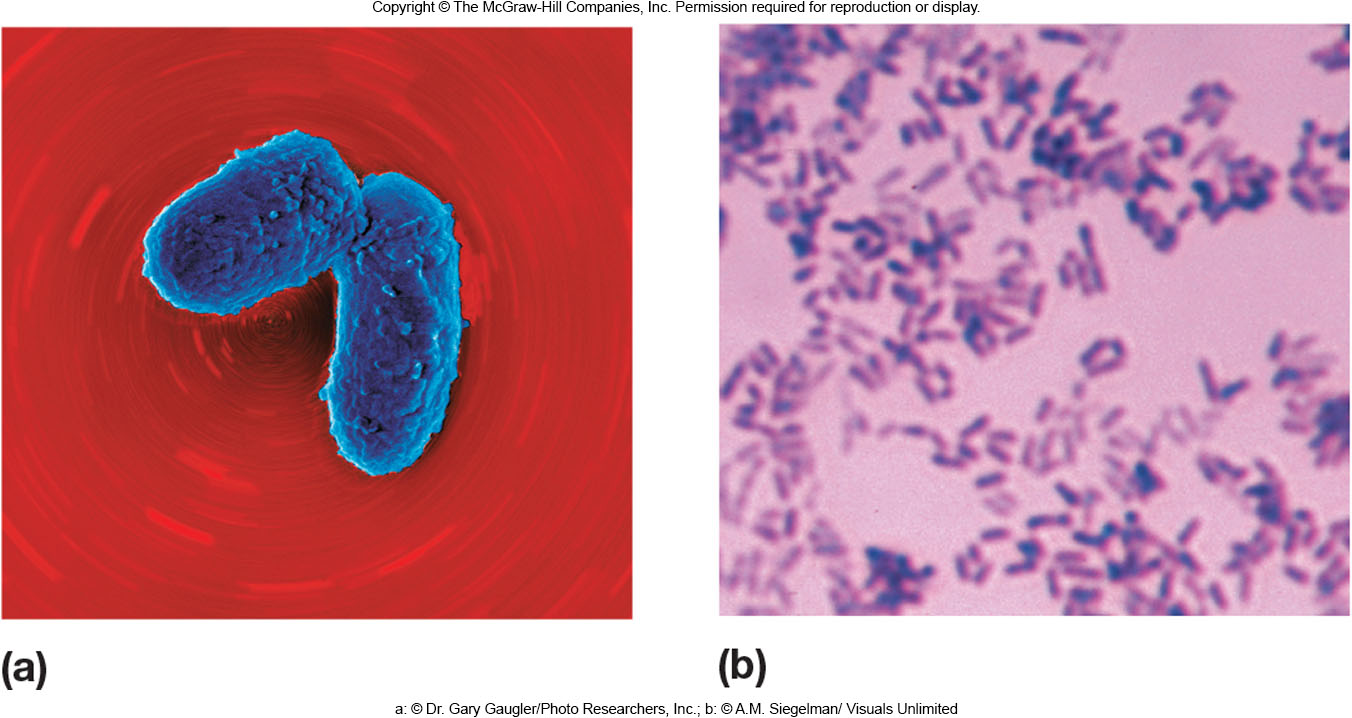 Copyright © The McGraw-Hill Companies, Inc. Permission required for reproduction or display.
(a)
(b)
a: © Dr. Gary Gaugler/Photo Researchers, Inc.; b: © A.M. Siegelman/ Visuals Unlimited